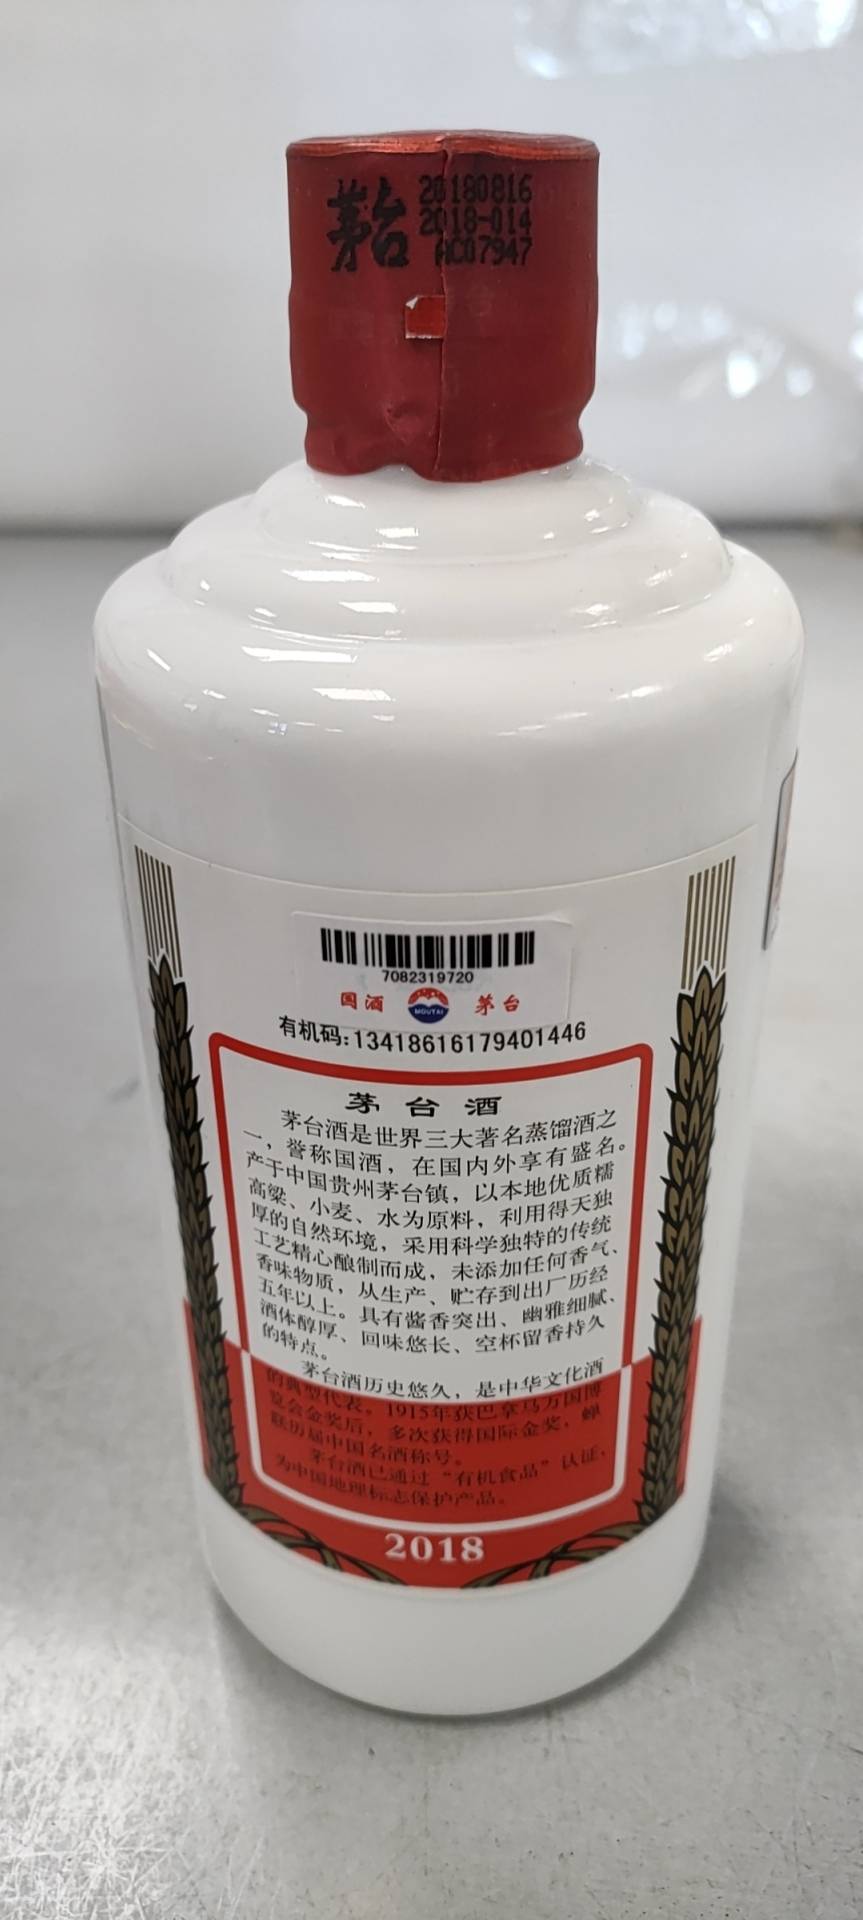 茅台
20180816
2018-014
AC07947
7082319720
国酒 MOUTAI 茅台
有机码:13418616179401446
茅台酒
茅台酒是世界三大著名蒸馏酒之
一，誉称国酒，在国内外享有盛名。
产于中国贵州茅台镇，以本地优质糯
高粱、小麦、水为原料，利用得天独
厚的自然环境，采用科学独特的传统
工艺精心酿制而成，未添加任何香气、
香味物质，从生产、贮存到出厂历经
五年以上。具有酱香突出、幽雅细腻、
酒体醇厚、回味悠长、空杯留香持久
的特点。
茅台酒历史悠久，是中华文化酒
的典型代表。1915年获巴拿马万国博
览会金奖后，多次获得国际金奖，蝉
联历届中国名酒称号。
茅台酒已通过“有机食品”认证，
为中国地理标志保护产品。
2018